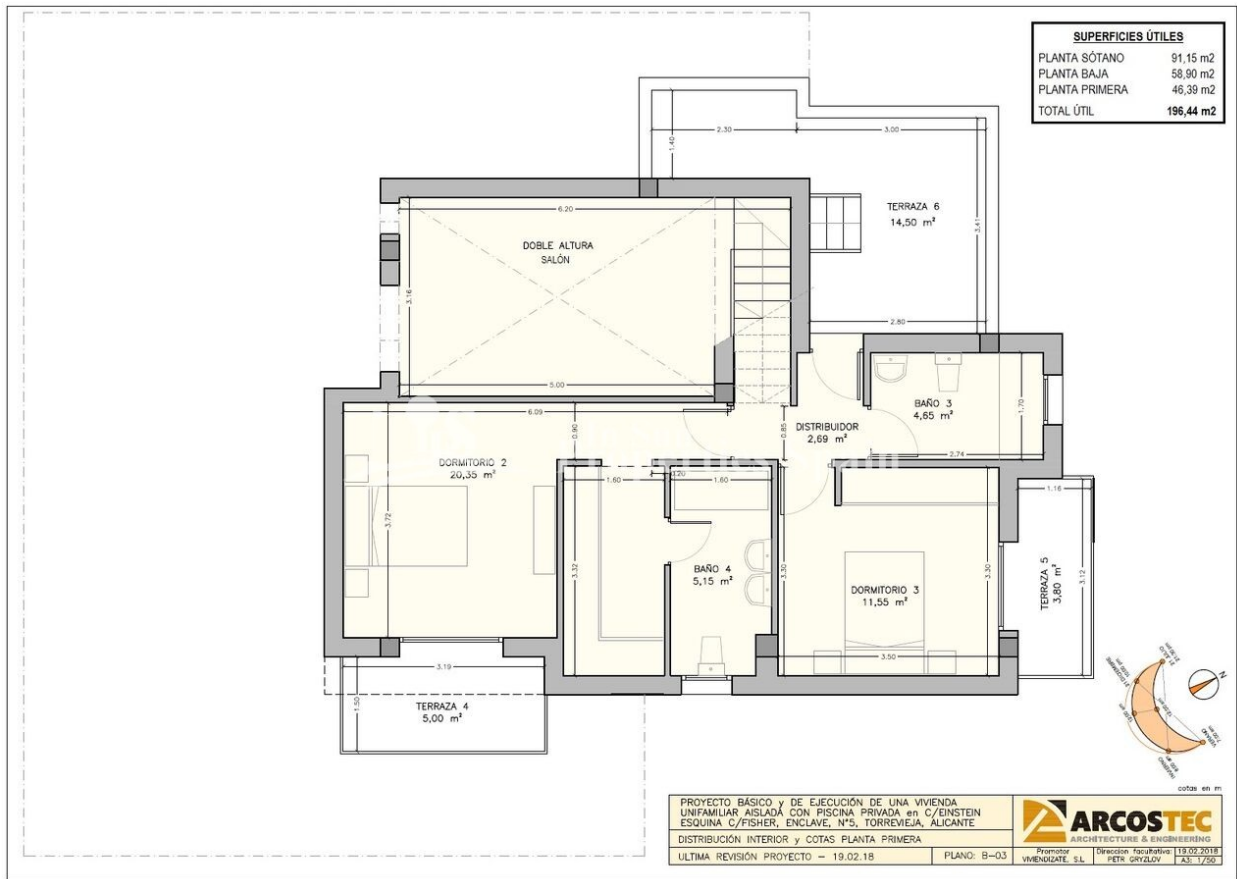 SUPERFICIES ÚTILES
PLANTA SÓTANO 91,15 m2
PLANTA BAJA 58,90 m2
PLANTA PRIMERA 46,39 m2
TOTAL ÚTIL 196,44 m2
2.30
3.00
1.40
TERRAZA 6
14,50 m²
3.41
6.20
DOBLE ALTURA
SALÓN
3.16
2.80
5.00
6.09
0.90
0.85
DISTRIBUIDOR
2,69 m²
BAÑO 3
4,65 m²
1.70
2.74
DORMITORIO 2
20,35 m²
3.72
1.60
0.20
1.60
3.32
BAÑO 4
5,15 m²
3.30
DORMITORIO 3
11,55 m²
3.30
3.50
1.16
TERRAZA 5
3,80 m²
3.12
3.19
1.50
TERRAZA 4
5,00 m²
N
cotas en m
PROYECTO BÁSICO y DE EJECUCIÓN DE UNA VIVIENDA
UNIFAMILIAR AISLADA CON PISCINA PRIVADA en C/EINSTEIN
ESQUINA C/FISHER, ENCLAVE, N°5, TORREVIEJA, ALICANTE
DISTRIBUCIÓN INTERIOR y COTAS PLANTA PRIMERA
ULTIMA REVISIÓN PROYECTO - 19.02.18 PLANO: B-03
ARCOSTEC
ARCHITECTURE & ENGINEERING
Promotor
VIVIENDIZATE, S.L
Direccion facultativa:
PETR GRYZLOV
19.02.2018
A3: 1/50